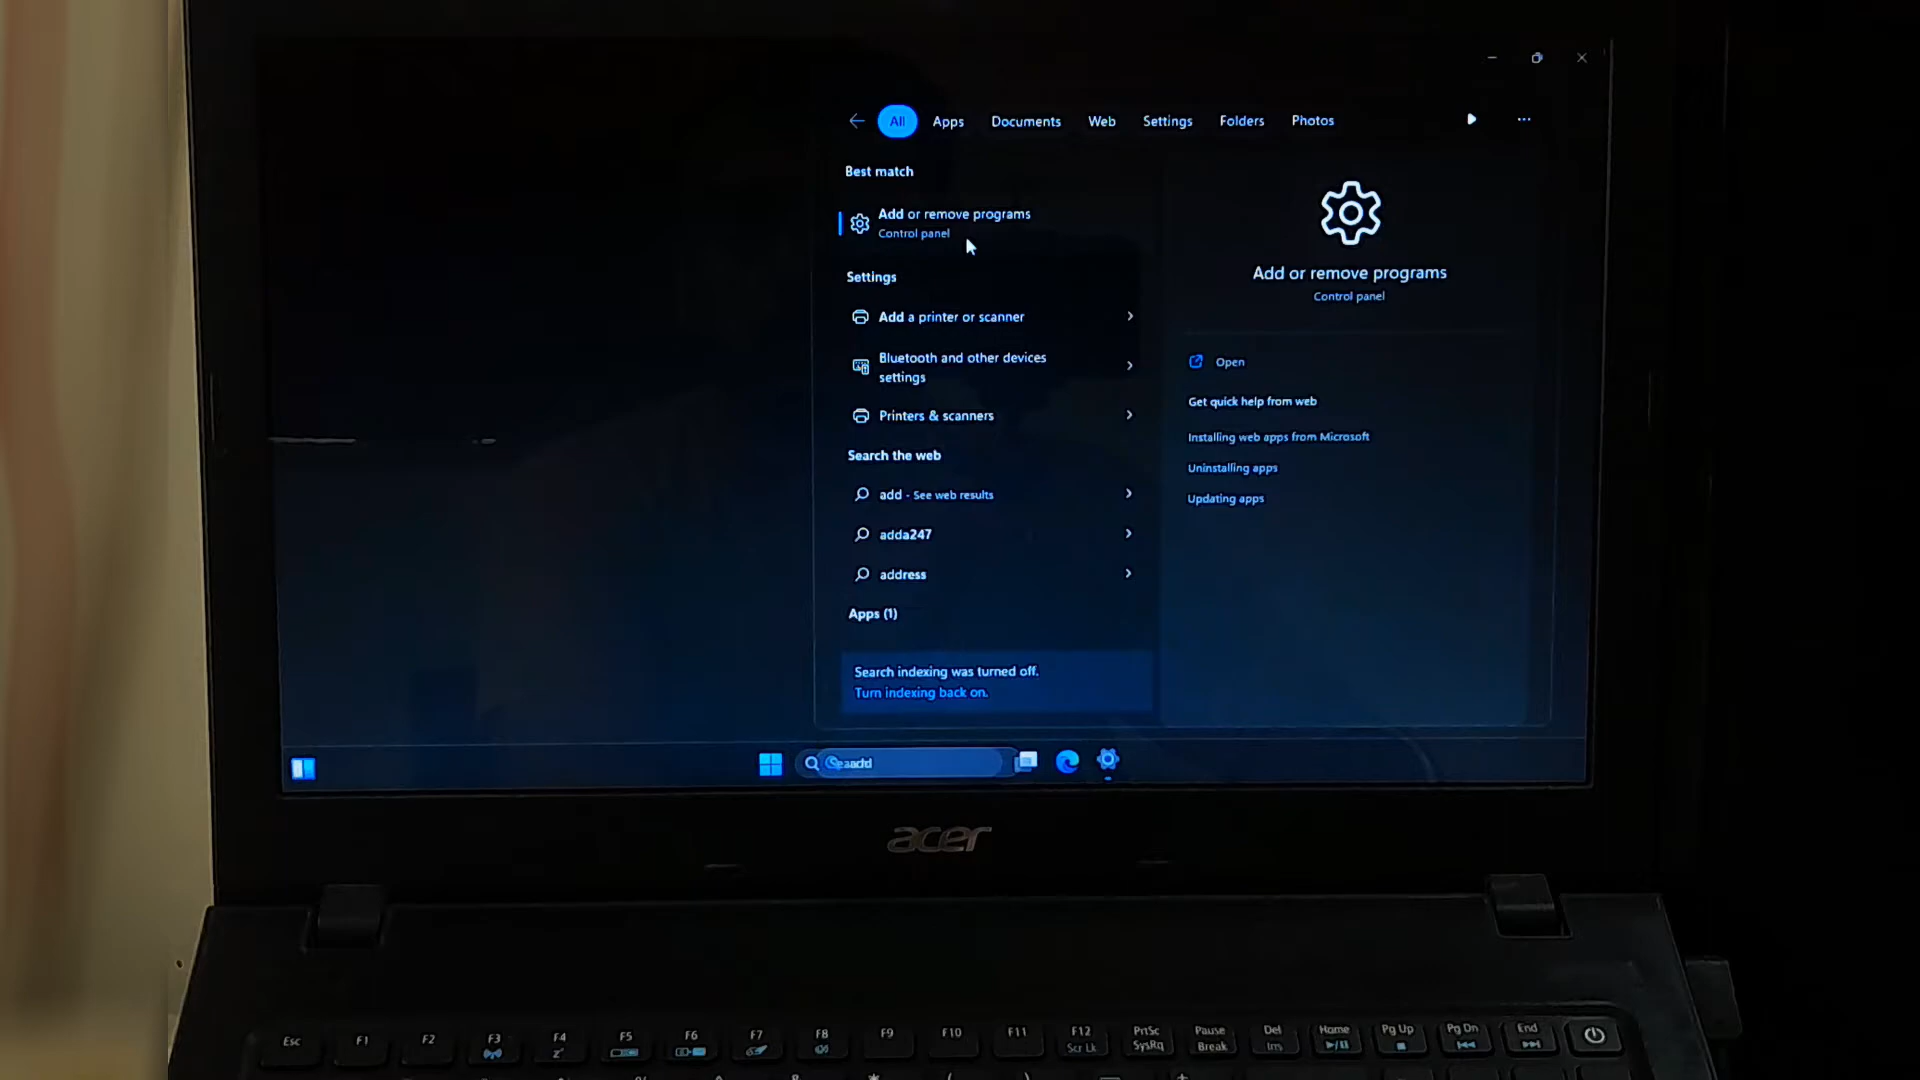 All Apps Documents Web Settings Folders Photos
Best match
Add or remove programs
Control panel
Settings
Add a printer or scanner
Bluetooth and other devices
settings
Printers & scanners
Search the web
add - See web results
adda247
address
Apps (1)
Search indexing was turned off.
Turn indexing back on.
Add or remove programs
Control panel
Open
Get quick help from web
Installing web apps from Microsoft
Uninstalling apps
Updating apps
acer
Esc F1 F2 F3 F4 F5 F6 F7 F8 F9 F10 F11 F12 PrtSc Pause Del Home Pg Up Pg Dn End
Scr Lk SysRq Break Ins